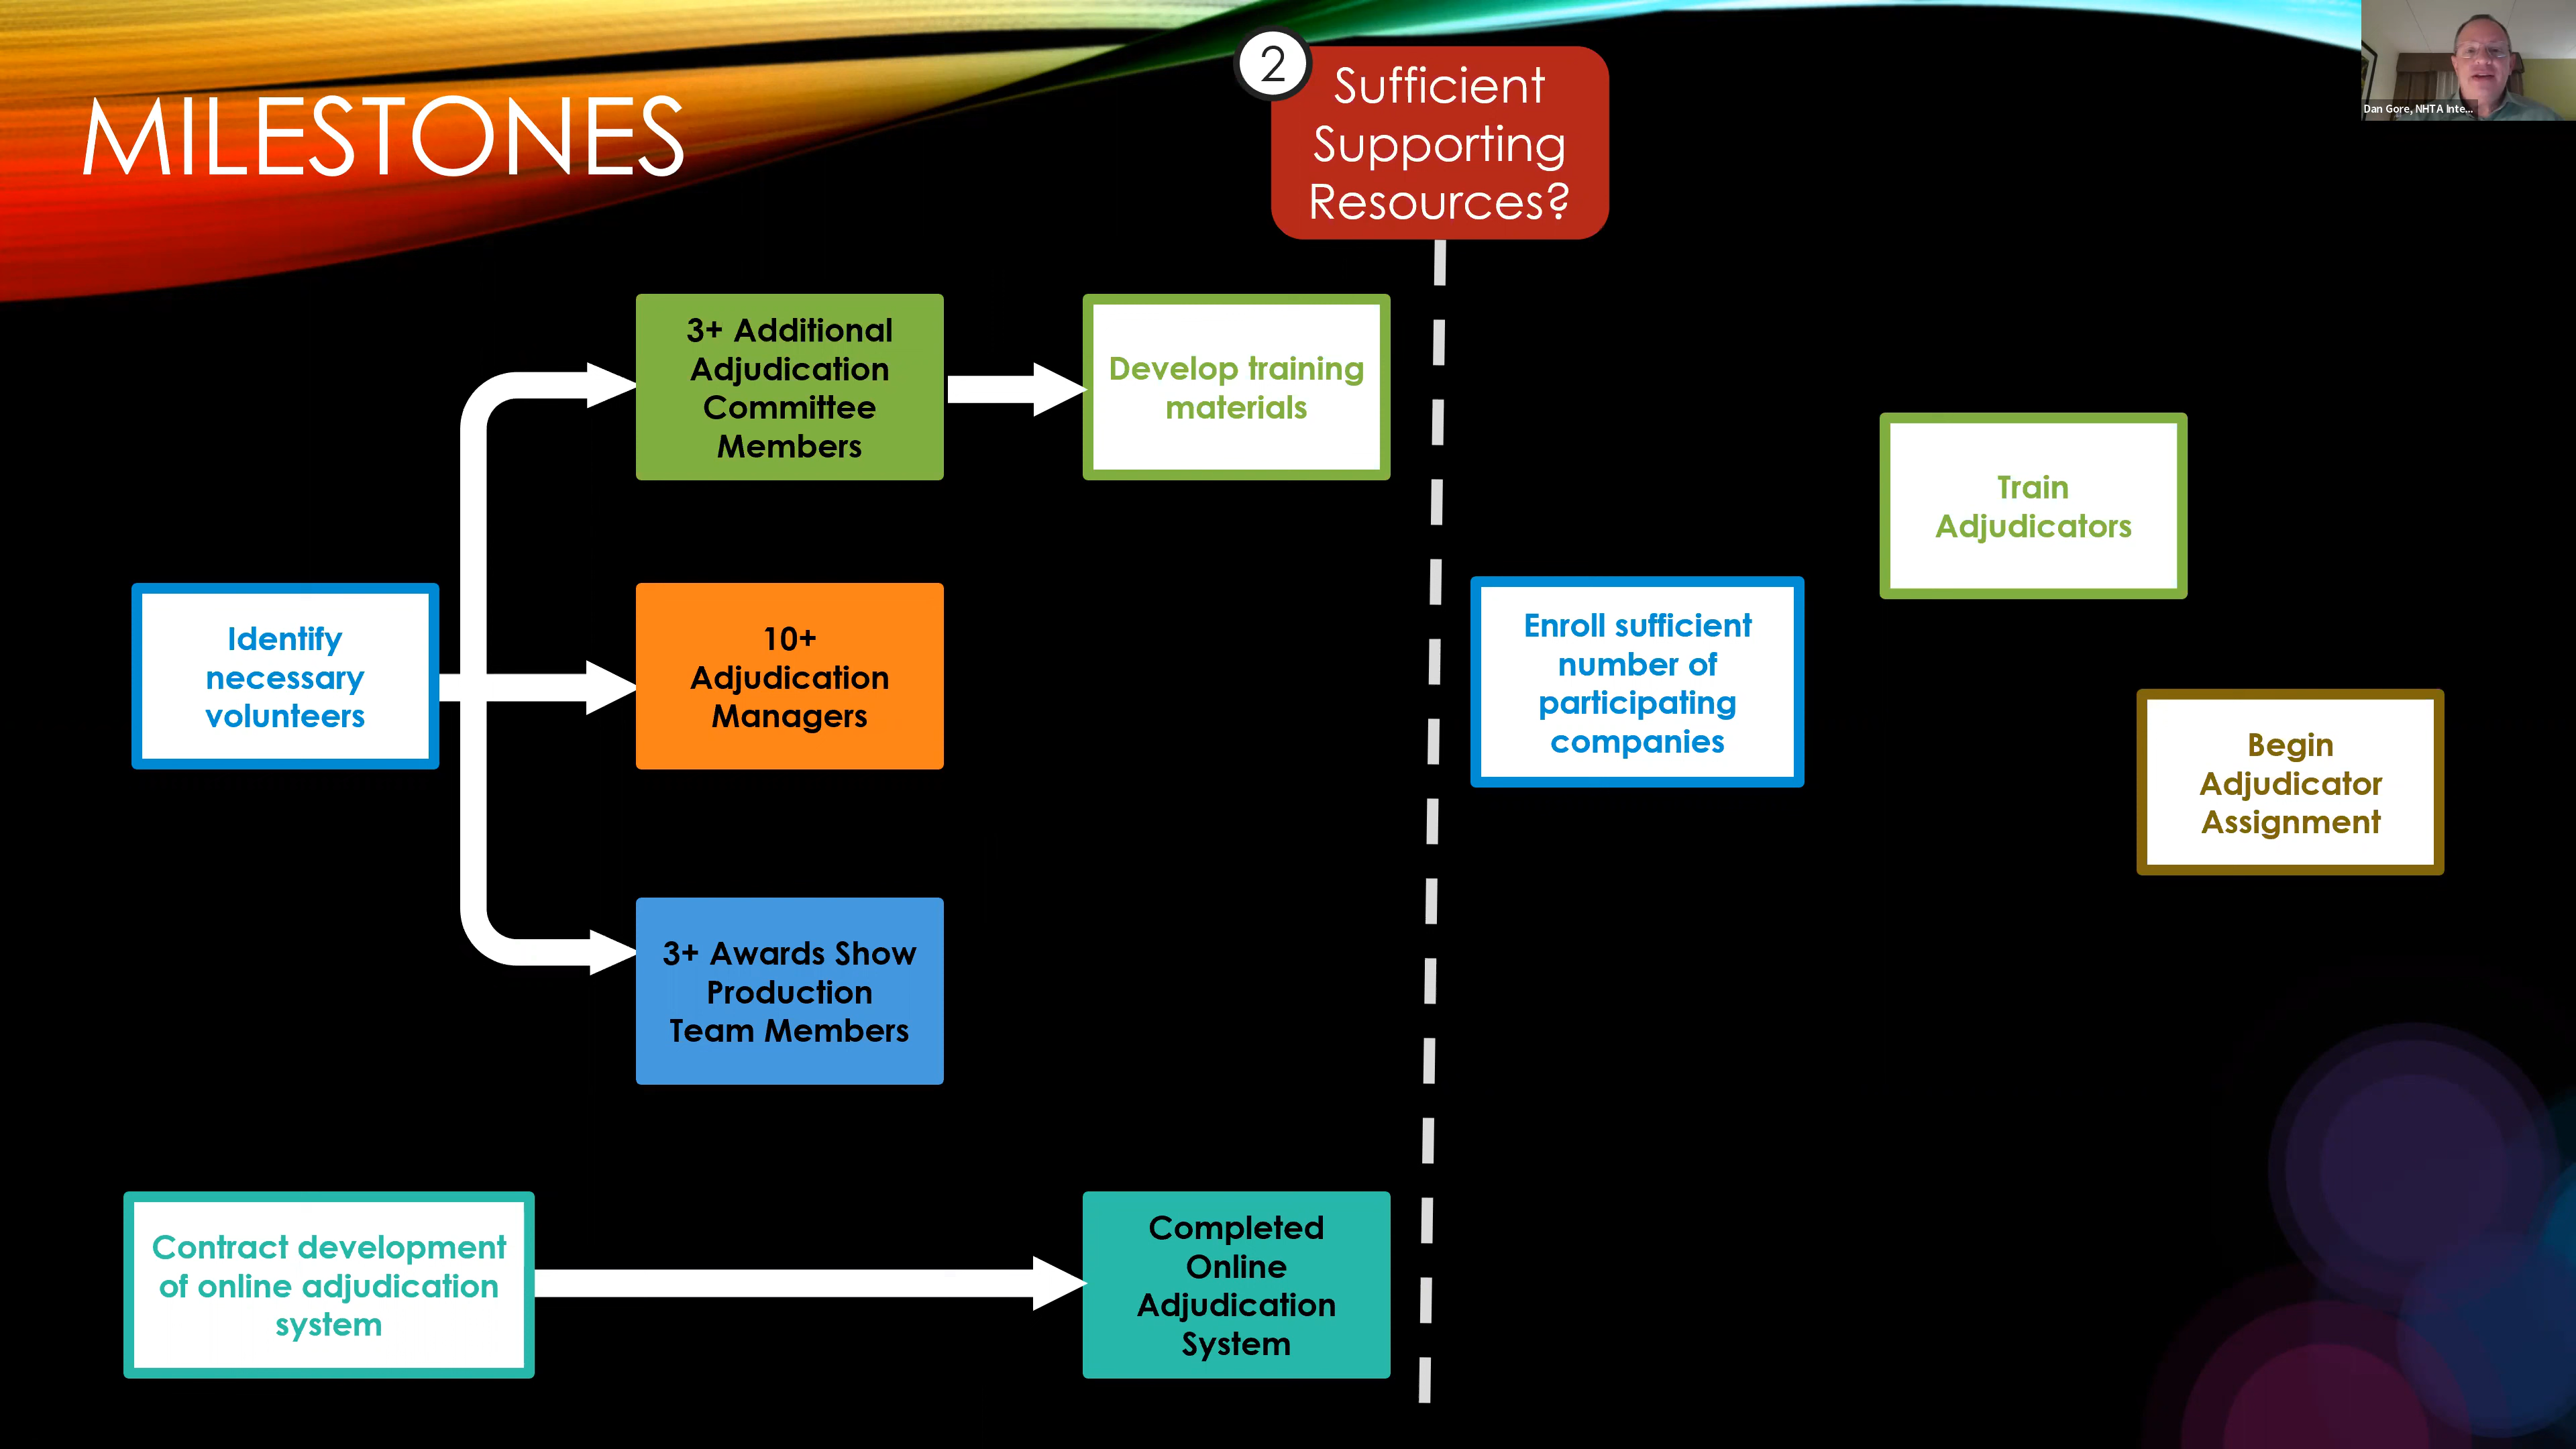 MILESTONES
2
Sufficient
Supporting
Resources?
Dan Gore, NHTA Inte...
3+ Additional
Adjudication
Committee
Members
Develop training
materials
Train
Adjudicators
Identify
necessary
volunteers
10+
Adjudication
Managers
Enroll sufficient
number of
participating
companies
Begin
Adjudicator
Assignment
3+ Awards Show
Production
Team Members
Contract development
of online adjudication
system
Completed
Online
Adjudication
System